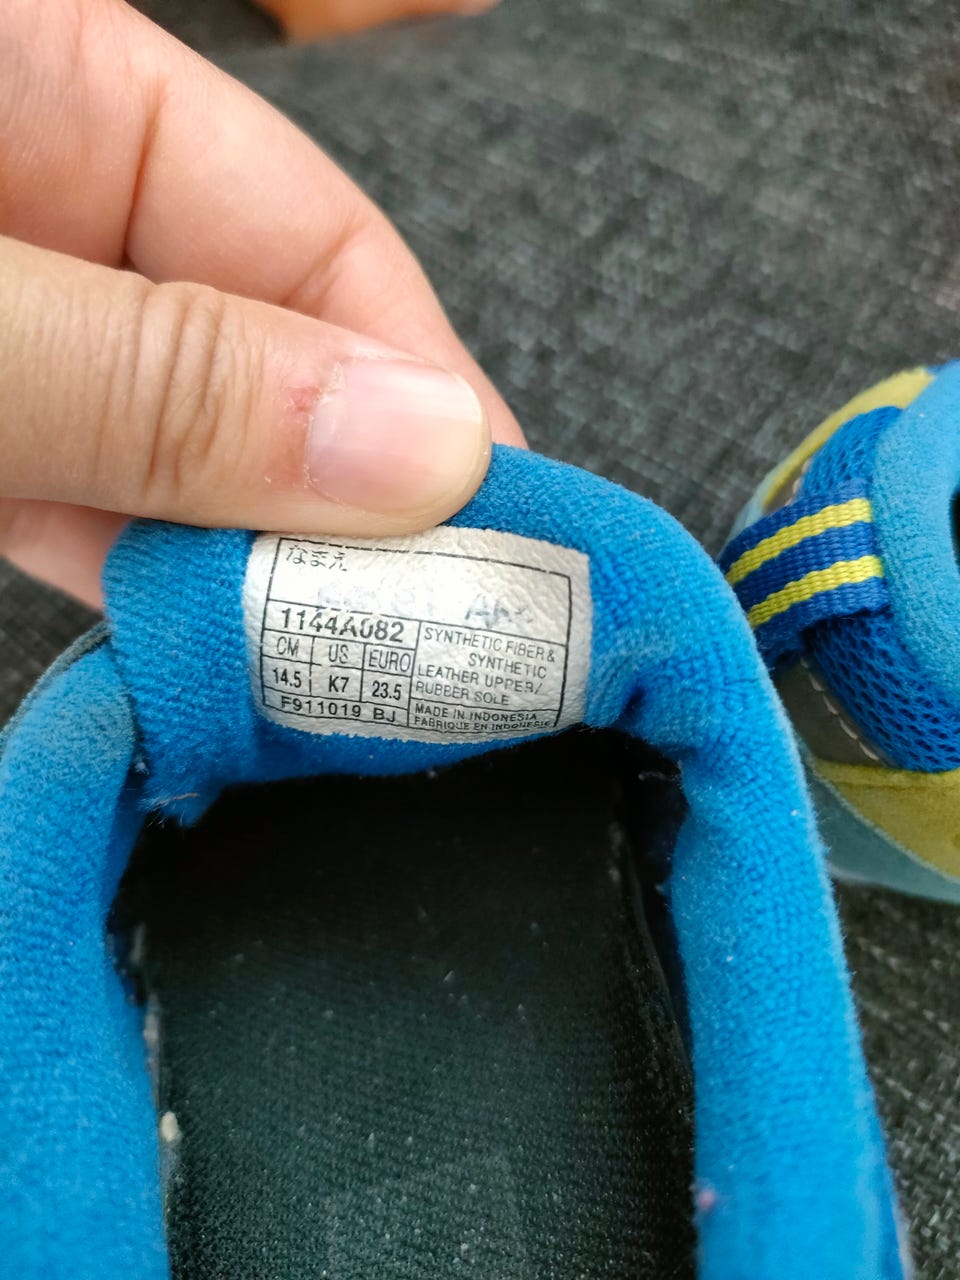 なまえ
1144A082
CM US EURO
14.5 K7 23.5
F911019 BJ
SYNTHETIC FIBER &
SYNTHETIC
LEATHER UPPER/
RUBBER SOLE
MADE IN INDONESIA
FABRIQUE EN INDONESIE